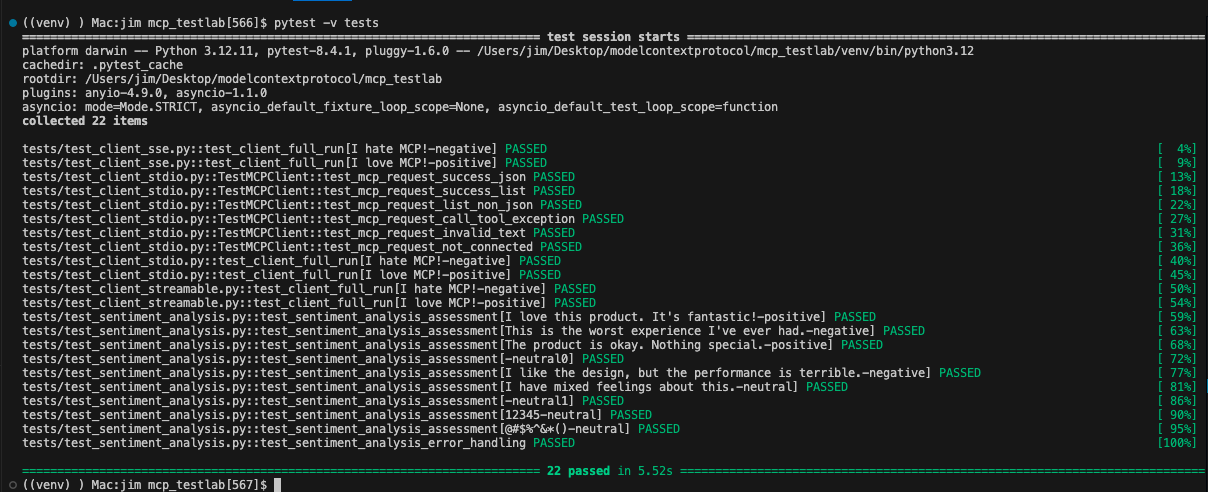 ((venv) ) Mac:jim mcp_testlab[566]$ pytest -v tests
test session starts
platform darwin -- Python 3.12.11, pytest-8.4.1, pluggy-1.6.0 -- /Users/jim/Desktop/modelcontextprotocol/mcp_testlab/venv/bin/python3.12
cachedir: .pytest_cache
rootdir: /Users/jim/Desktop/modelcontextprotocol/mcp_testlab
plugins: anyio-4.9.0, asyncio-1.1.0
asyncio: mode=Mode.STRICT, asyncio_default_fixture_loop_scope=None, asyncio_default_test_loop_scope=function
collected 22 items
tests/test_client_sse.py::test_client_full_run[I hate MCP!-negative] PASSED [  4%]
tests/test_client_sse.py::test_client_full_run[I love MCP!-positive] PASSED [  9%]
tests/test_client_stdio.py::TestMCPClient::test_mcp_request_success_json PASSED [ 13%]
tests/test_client_stdio.py::TestMCPClient::test_mcp_request_success_list PASSED [ 18%]
tests/test_client_stdio.py::TestMCPClient::test_mcp_request_list_non_json PASSED [ 22%]
tests/test_client_stdio.py::TestMCPClient::test_mcp_request_call_tool_exception PASSED [ 27%]
tests/test_client_stdio.py::TestMCPClient::test_mcp_request_invalid_text PASSED [ 31%]
tests/test_client_stdio.py::TestMCPClient::test_mcp_request_not_connected PASSED [ 36%]
tests/test_client_stdio.py::test_client_full_run[I hate MCP!-negative] PASSED [ 40%]
tests/test_client_stdio.py::test_client_full_run[I love MCP!-positive] PASSED [ 45%]
tests/test_client_streamable.py::test_client_full_run[I hate MCP!-negative] PASSED [ 50%]
tests/test_client_streamable.py::test_client_full_run[I love MCP!-positive] PASSED [ 54%]
tests/test_sentiment_analysis.py::test_sentiment_analysis_assessment[I love this product. It's fantastic!-positive] PASSED [ 59%]
tests/test_sentiment_analysis.py::test_sentiment_analysis_assessment[This is the worst experience I've ever had.-negative] PASSED [ 63%]
tests/test_sentiment_analysis.py::test_sentiment_analysis_assessment[The product is okay. Nothing special.-positive] PASSED [ 68%]
tests/test_sentiment_analysis.py::test_sentiment_analysis_assessment[-neutral0] PASSED [ 72%]
tests/test_sentiment_analysis.py::test_sentiment_analysis_assessment[I like the design, but the performance is terrible.-negative] PASSED [ 77%]
tests/test_sentiment_analysis.py::test_sentiment_analysis_assessment[I have mixed feelings about this.-neutral] PASSED [ 81%]
tests/test_sentiment_analysis.py::test_sentiment_analysis_assessment[-neutral1] PASSED [ 86%]
tests/test_sentiment_analysis.py::test_sentiment_analysis_assessment[12345-neutral] PASSED [ 90%]
tests/test_sentiment_analysis.py::test_sentiment_analysis_assessment[@#$%^&*()-neutral] PASSED [ 95%]
tests/test_sentiment_analysis.py::test_sentiment_analysis_error_handling PASSED [100%]
22 passed in 5.52s
((venv) ) Mac:jim mcp_testlab[567]$